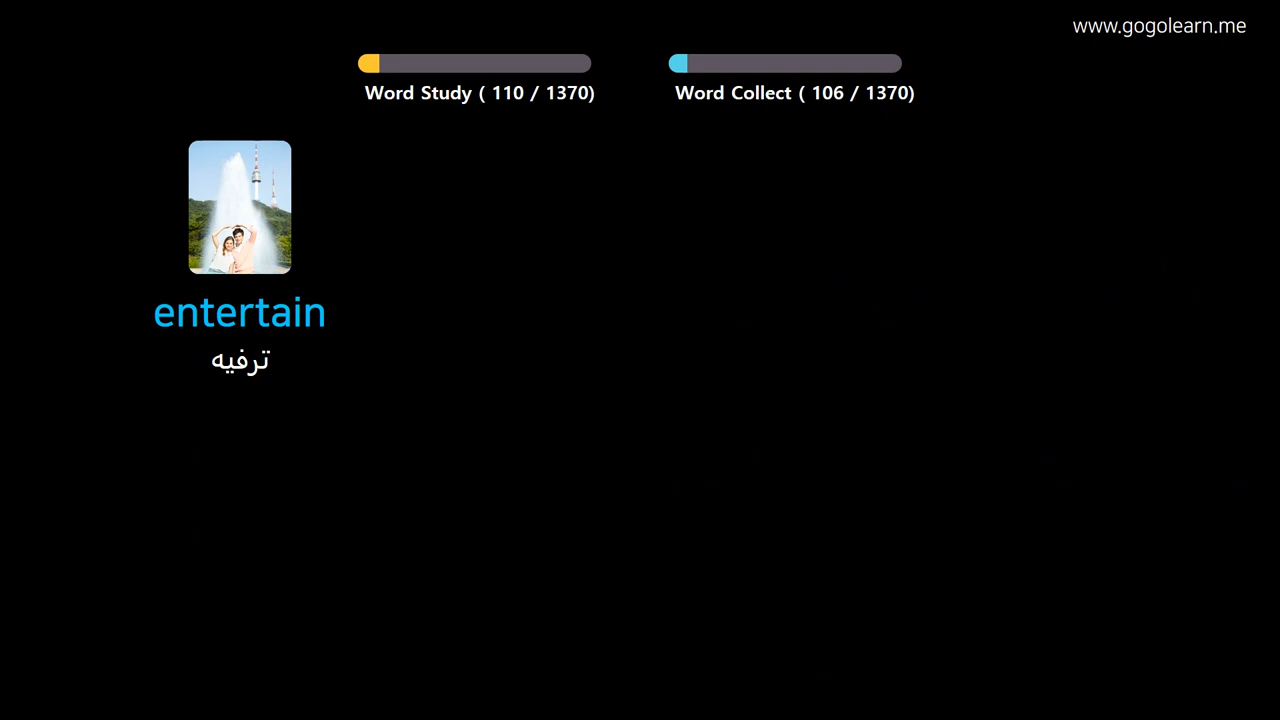 www.gogolearn.me
Word Study ( 110 / 1370)
Word Collect ( 106 / 1370)
entertain
ترفيه